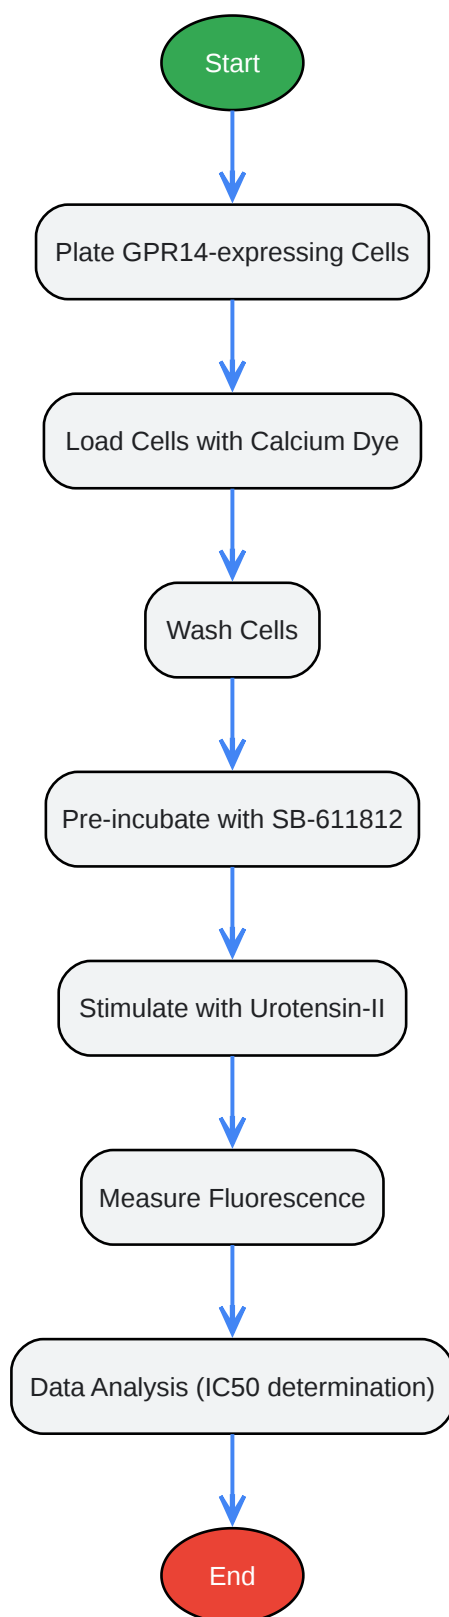 Start
Plate GPR14-expressing Cells
Load Cells with Calcium Dye
Wash Cells
Pre-incubate with SB-611812
Stimulate with Urotensin-II
Measure Fluorescence
Data Analysis (IC50 determination)
End